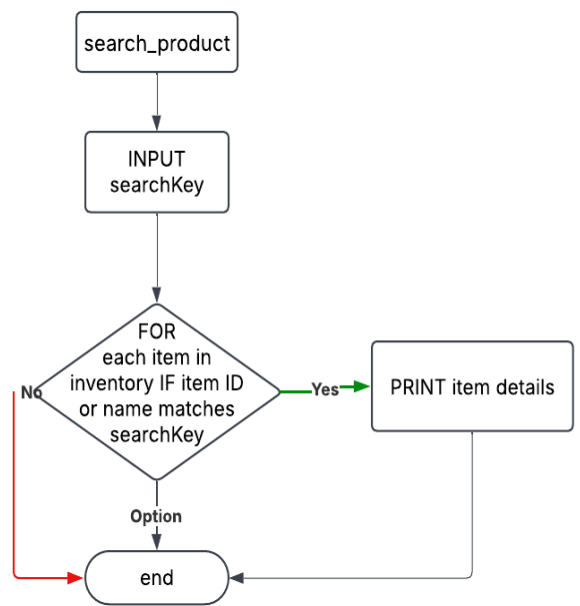 search_product
INPUT
searchKey
FOR
each item in
inventory IF item ID
or name matches
searchKey
No
Yes
PRINT item details
Option
end